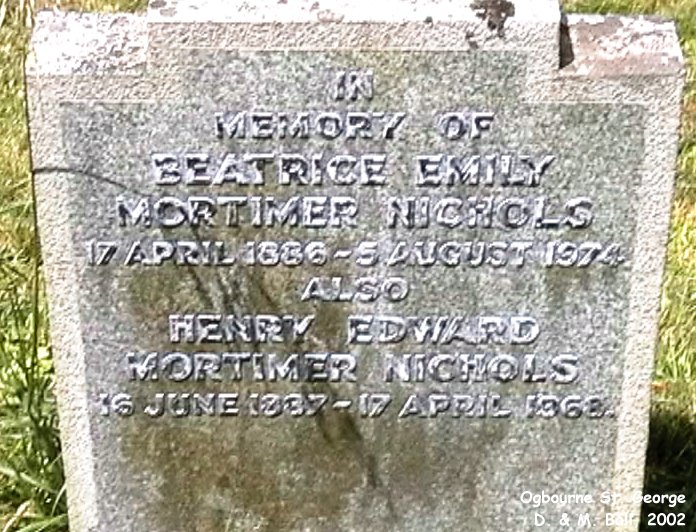 IN
MEMORY OF
BEATRICE EMILY
MORTIMER NICHOLS
17 APRIL 1886 ~ 5 AUGUST 1974
ALSO
HENRY EDWARD
MORTIMER NICHOLS
16 JUNE 1887 ~ 17 APRIL 1968.
Ogbourne St. George
D. & M. Ball 2002